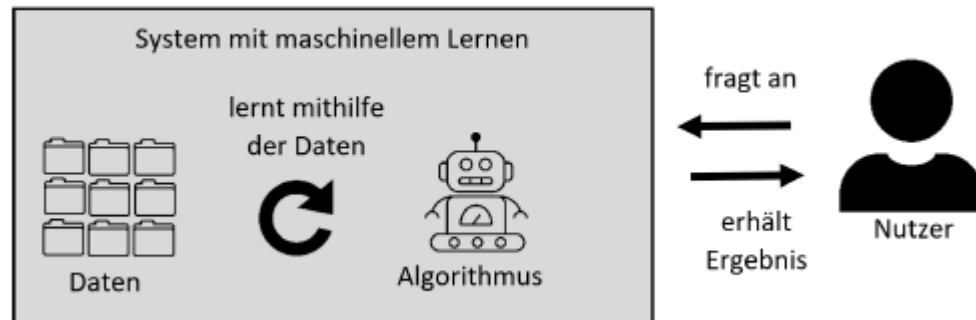 System mit maschinellem Lernen
lernt mithilfe
der Daten
Daten
Algorithmus
fragt an
erhält
Ergebnis
Nutzer